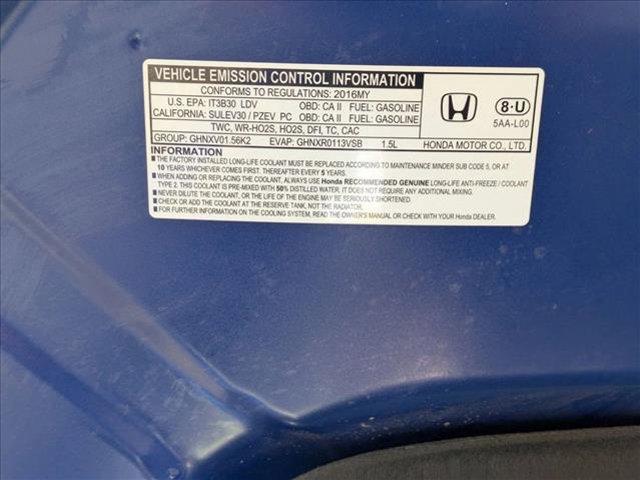 VEHICLE EMISSION CONTROL INFORMATION
CONFORMS TO REGULATIONS: 2016MY
U.S. EPA: IT3B30 LDV OBD: CA II FUEL: GASOLINE
CALIFORNIA: SULEV30 / PZEV PC OBD: CA II FUEL: GASOLINE
TWC, WR-HO2S, HO2S, DFI, TC, CAC
GROUP: GHNXV01.56K2 EVAP: GHNXR0113VSB 1.5L
8-U
5AA-L00
HONDA MOTOR CO., LTD.
INFORMATION
■ THE FACTORY INSTALLED LONG-LIFE COOLANT MUST BE REPLACED ACCORDING TO MAINTENANCE MINDER SUB CODE 5, OR AT
10 YEARS WHICH COMES FIRST. THEREAFTER EVERY 5 YEARS.
■ WHEN ADDING OR REPLACING THE COOLANT, ALWAYS USE Honda RECOMMENDED GENUINE LONG-LIFE ANTI-FREEZE / COOLANT
TYPE 2. THIS COOLANT IS PRE-MIXED WITH 50% DISTILLED WATER, IT DOES NOT REQUIRE MIXING.
■ NEVER DILUTE THE COOLANT, OR THE ENGINE MAY BE SERIOUSLY SHORTENED.
■ CHECK OR ADD THE COOLANT AT THE RESERVE TANK, NOT THE RADIATOR.
■ FOR FURTHER INFORMATION ON THE COOLING SYSTEM, READ THE OWNER'S MANUAL OR CHECK WITH YOUR Honda DEALER.